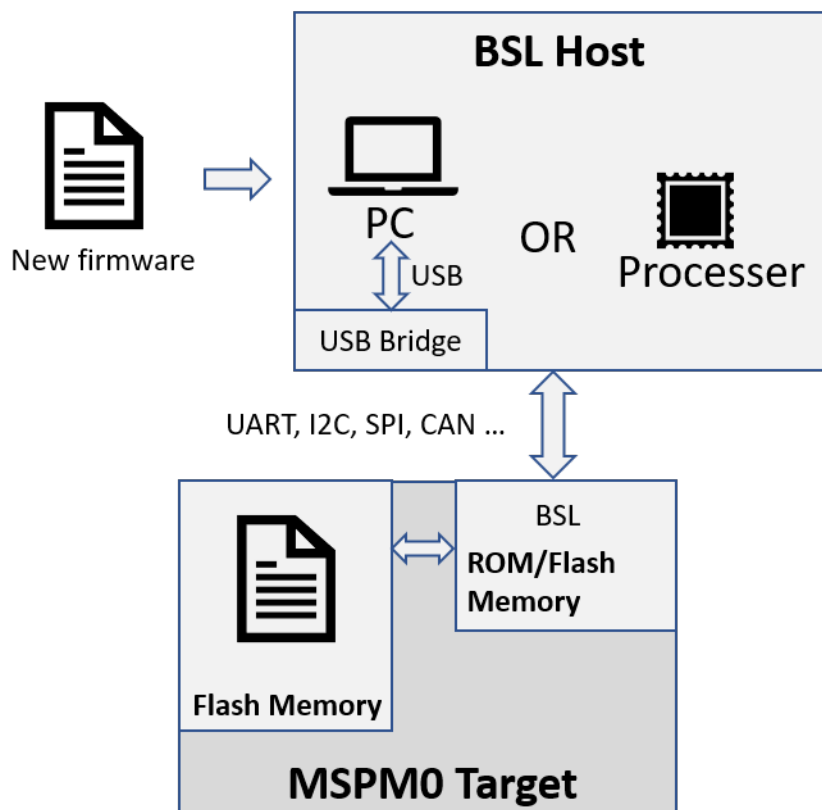 BSL Host
New firmware
PC
OR
Processer
USB
USB Bridge
UART, I2C, SPI, CAN ...
BSL
ROM/Flash
Memory
Flash Memory
MSPM0 Target